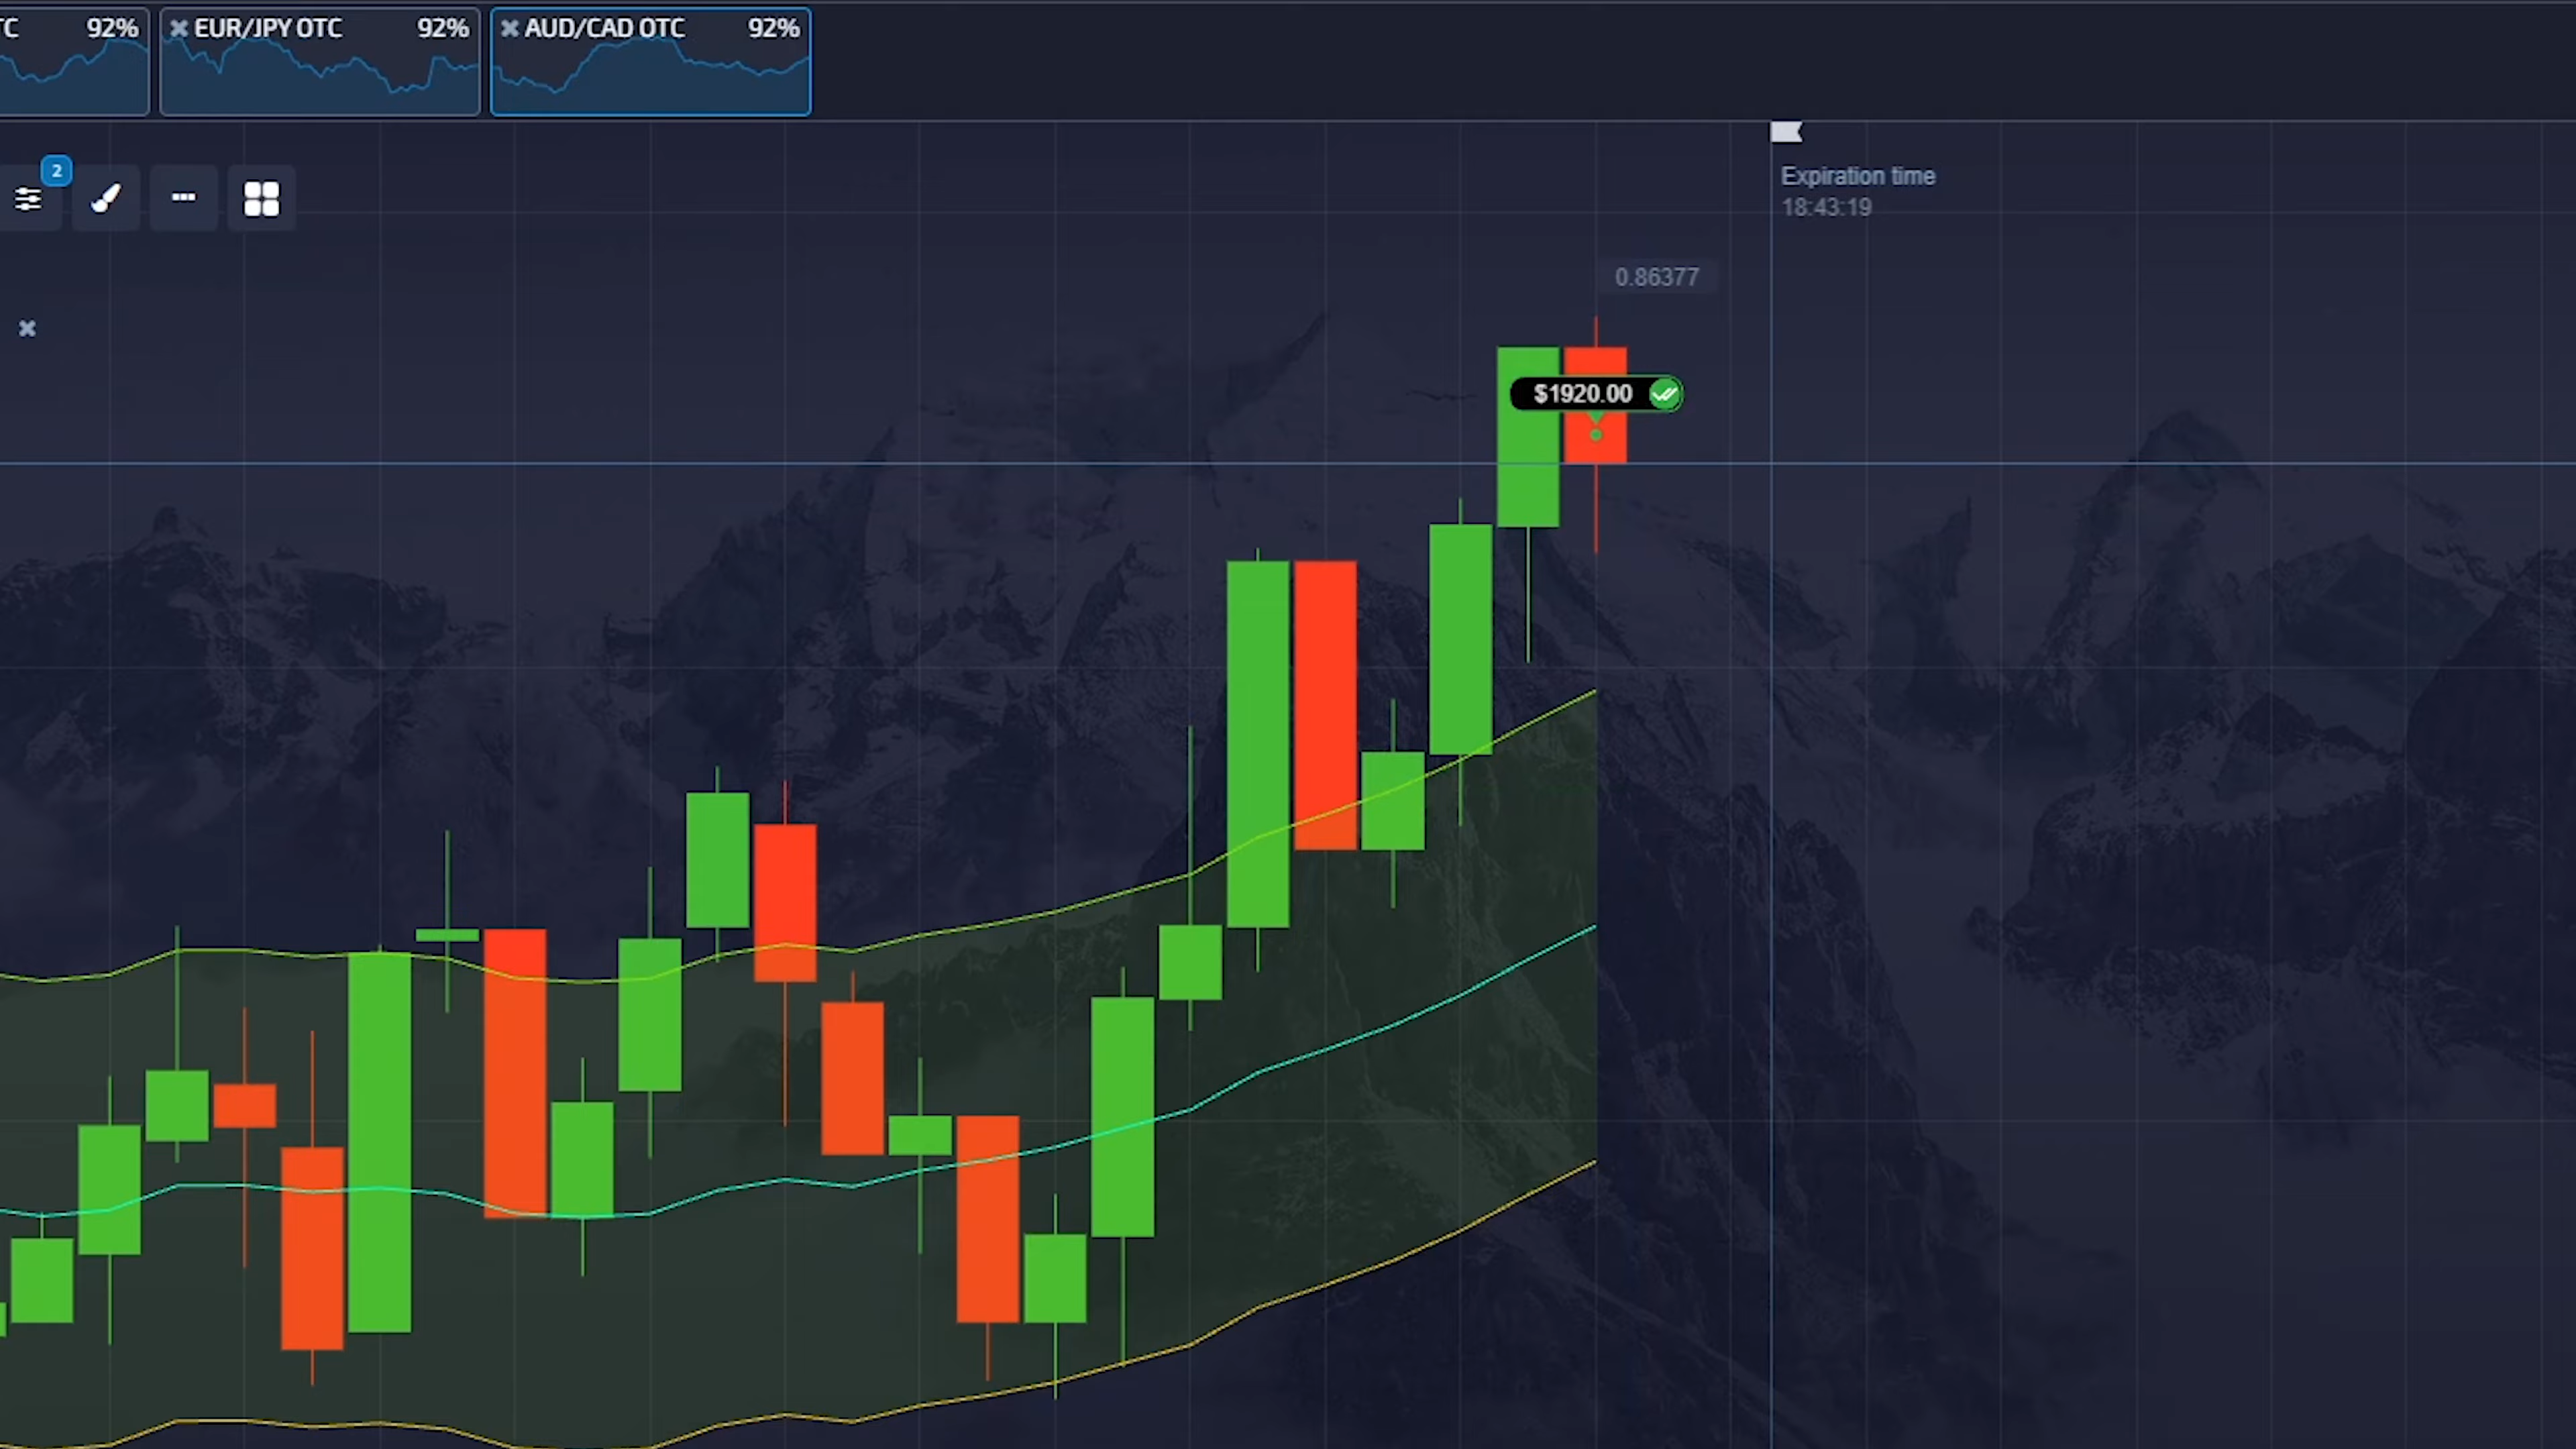 TC 92%
EUR/JPY OTC 92%
AUD/CAD OTC 92%
2
Expiration time
18:43:19
0.86377
$1920.00